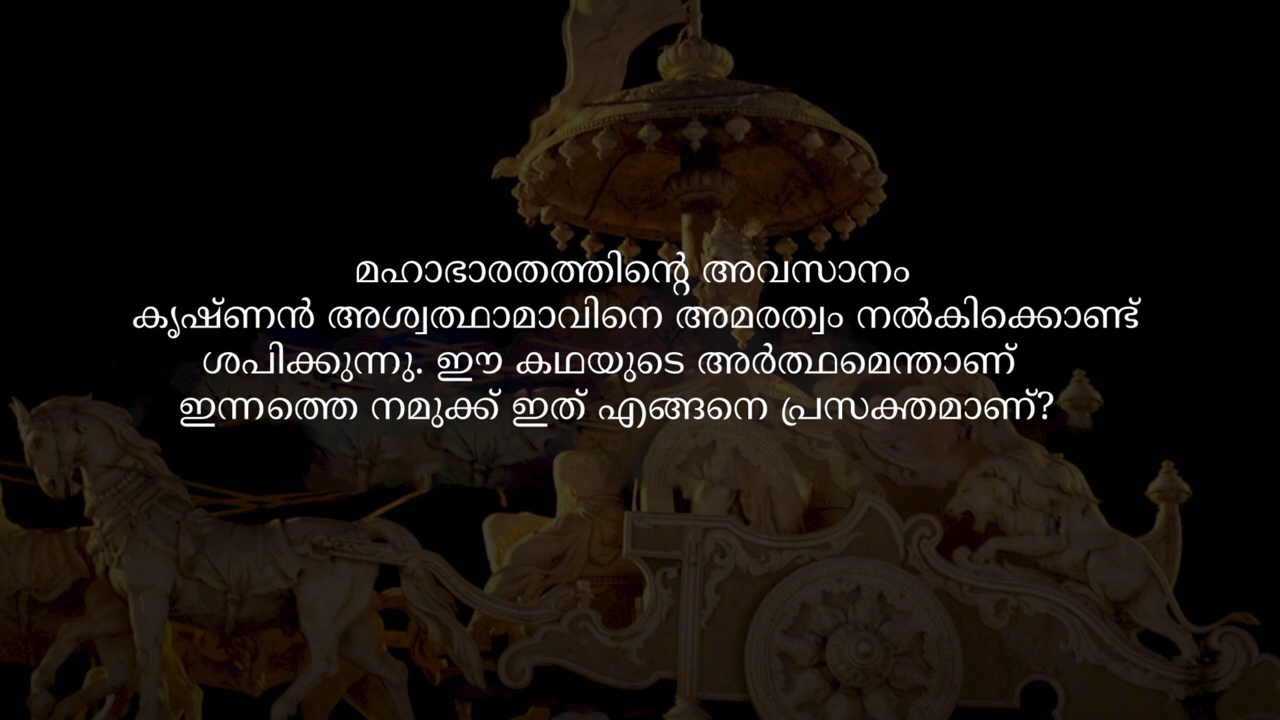 മഹാഭാരതത്തിന്റെ അവസാനം
കൃഷ്ണൻ അശ്വത്ഥാമാവിനെ അമരത്വം നൽകിക്കൊണ്ട്
ശപിക്കുന്നു. ഈ കഥയുടെ അർത്ഥമെന്താണ്
ഇന്നത്തെ നമുക്ക് ഇത് എങ്ങനെ പ്രസക്തമാണ്?